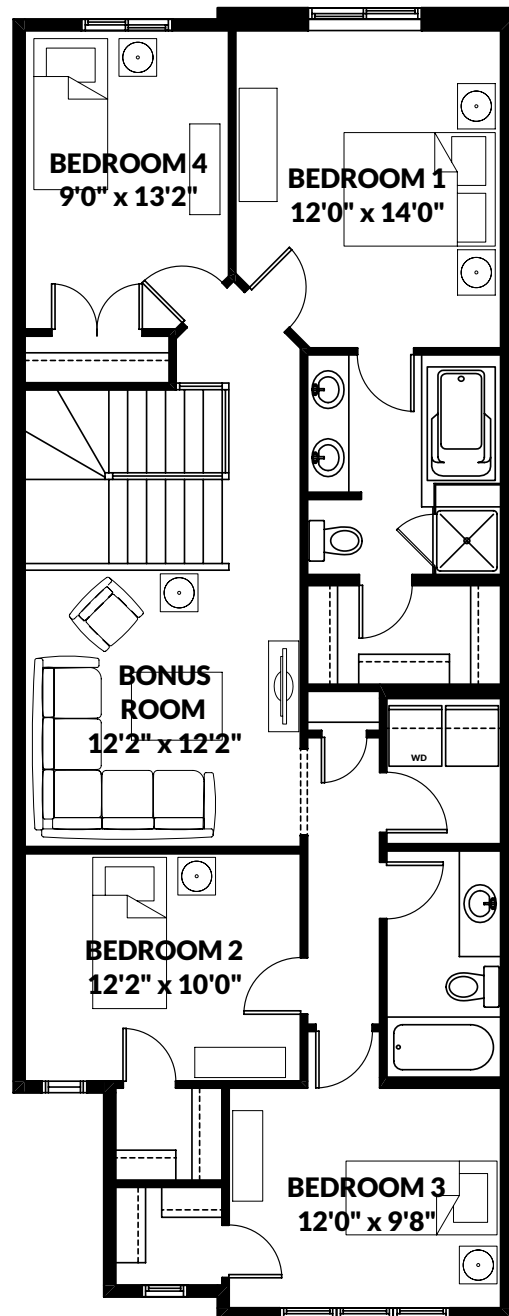 BEDROOM 4
9'0" x 13'2"
BEDROOM 1
12'0" x 14'0"
BONUS
ROOM
12'2" x 12'2"
WD
BEDROOM 2
12'2" x 10'0"
BEDROOM 3
12'0" x 9'8"